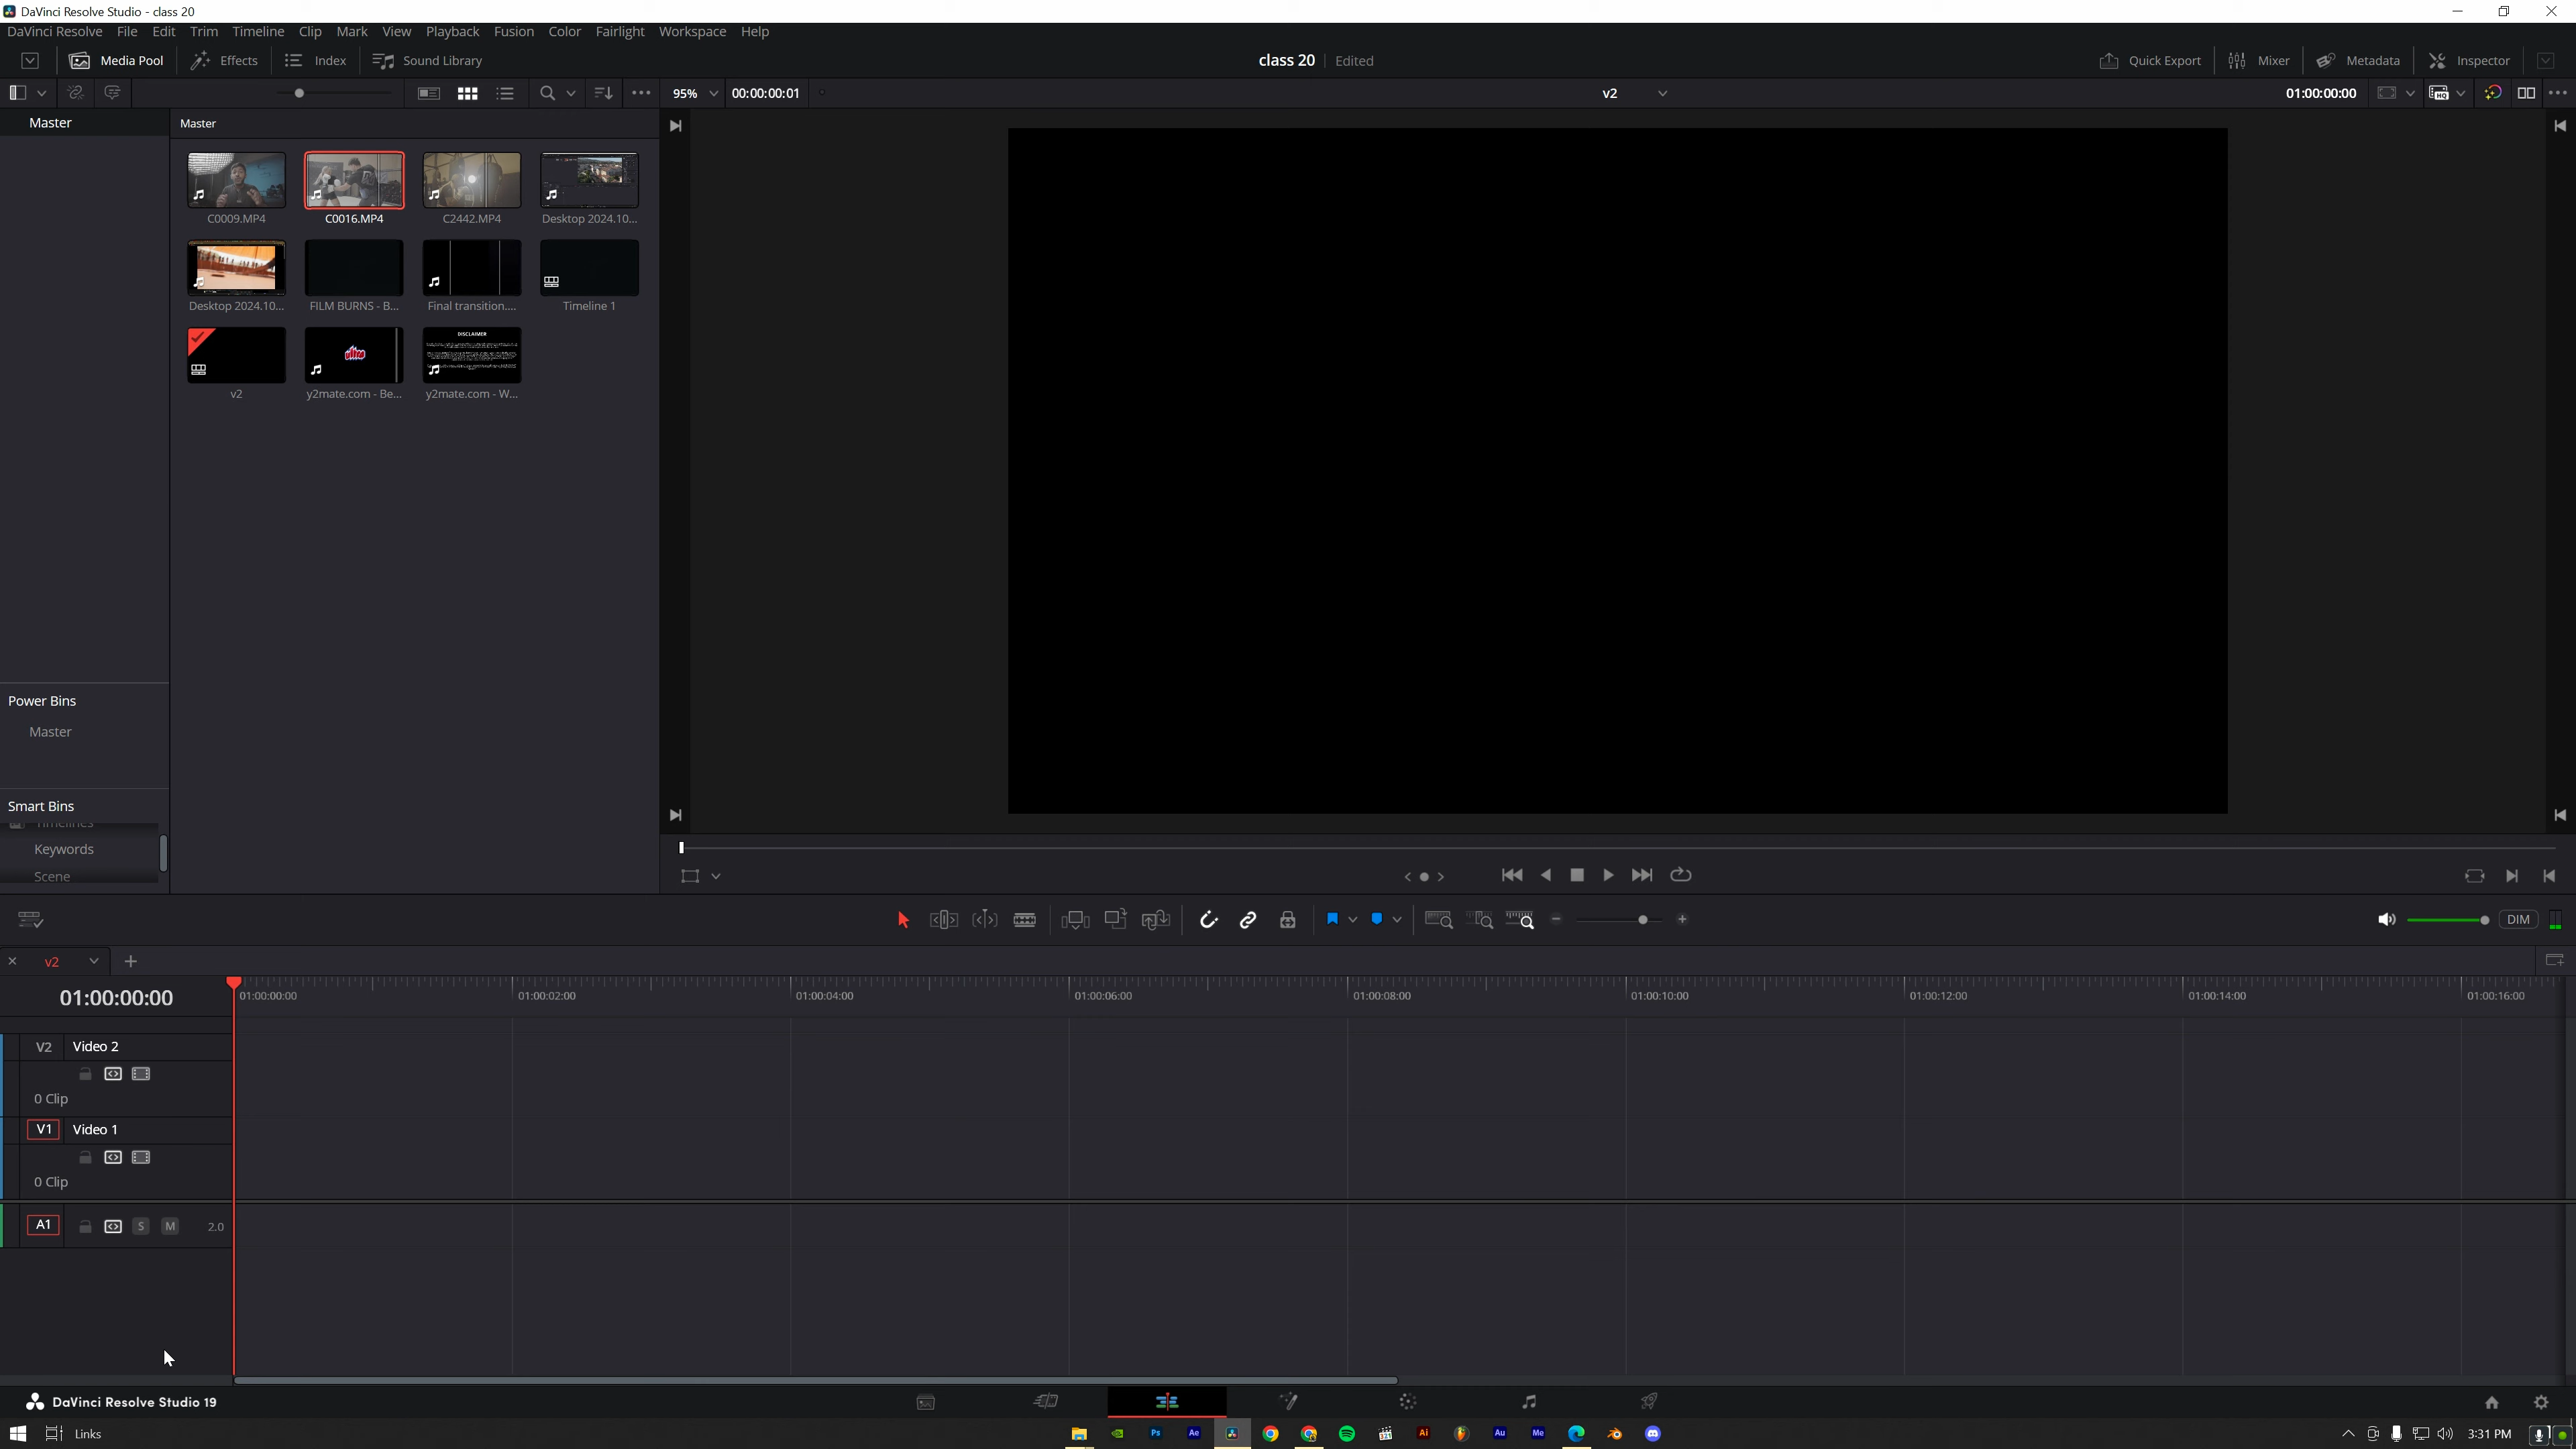 DaVinci Resolve Studio - class 20
DaVinci Resolve File Edit Trim Timeline Clip Mark View Playback Fusion Color Fairlight Workspace Help
Media Pool Effects Index Sound Library class 20 Edited Quick Export Mixer Metadata Inspector
95% 00:00:00:01 v2 01:00:00:00
Master Master
C0009.MP4 C0016.MP4 C2442.MP4 Desktop 2024.10...
Desktop 2024.10... FILM BURNS - B... Final transition.... Timeline 1
DISCLAIMER
v2 y2mate.com - Be... y2mate.com - W...
Power Bins
Master
Smart Bins
Timelines
Keywords
Scene
DIM
v2
01:00:00:00 01:00:00:00 01:00:02:00 01:00:04:00 01:00:06:00 01:00:08:00 01:00:10:00 01:00:12:00 01:00:14:00 01:00:16:00
V2 Video 2
0 Clip
V1 Video 1
0 Clip
A1 S M 2.0
DaVinci Resolve Studio 19
Links Ps Ae Ai Au Me 3:31 PM